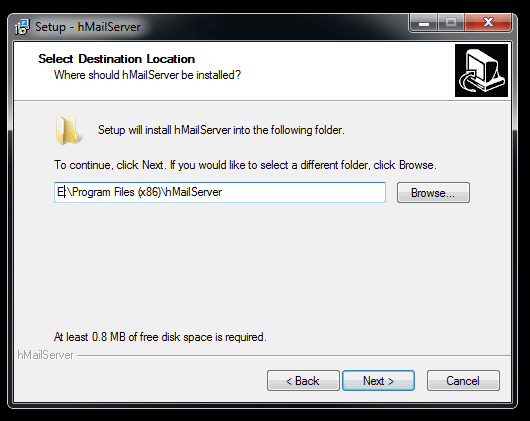 Setup - hMailServer
Select Destination Location
Where should hMailServer be installed?
Setup will install hMailServer into the following folder.
To continue, click Next. If you would like to select a different folder, click Browse.
E:\Program Files (x86)\hMailServer
Browse...
At least 0.8 MB of free disk space is required.
hMailServer
< Back
Next >
Cancel